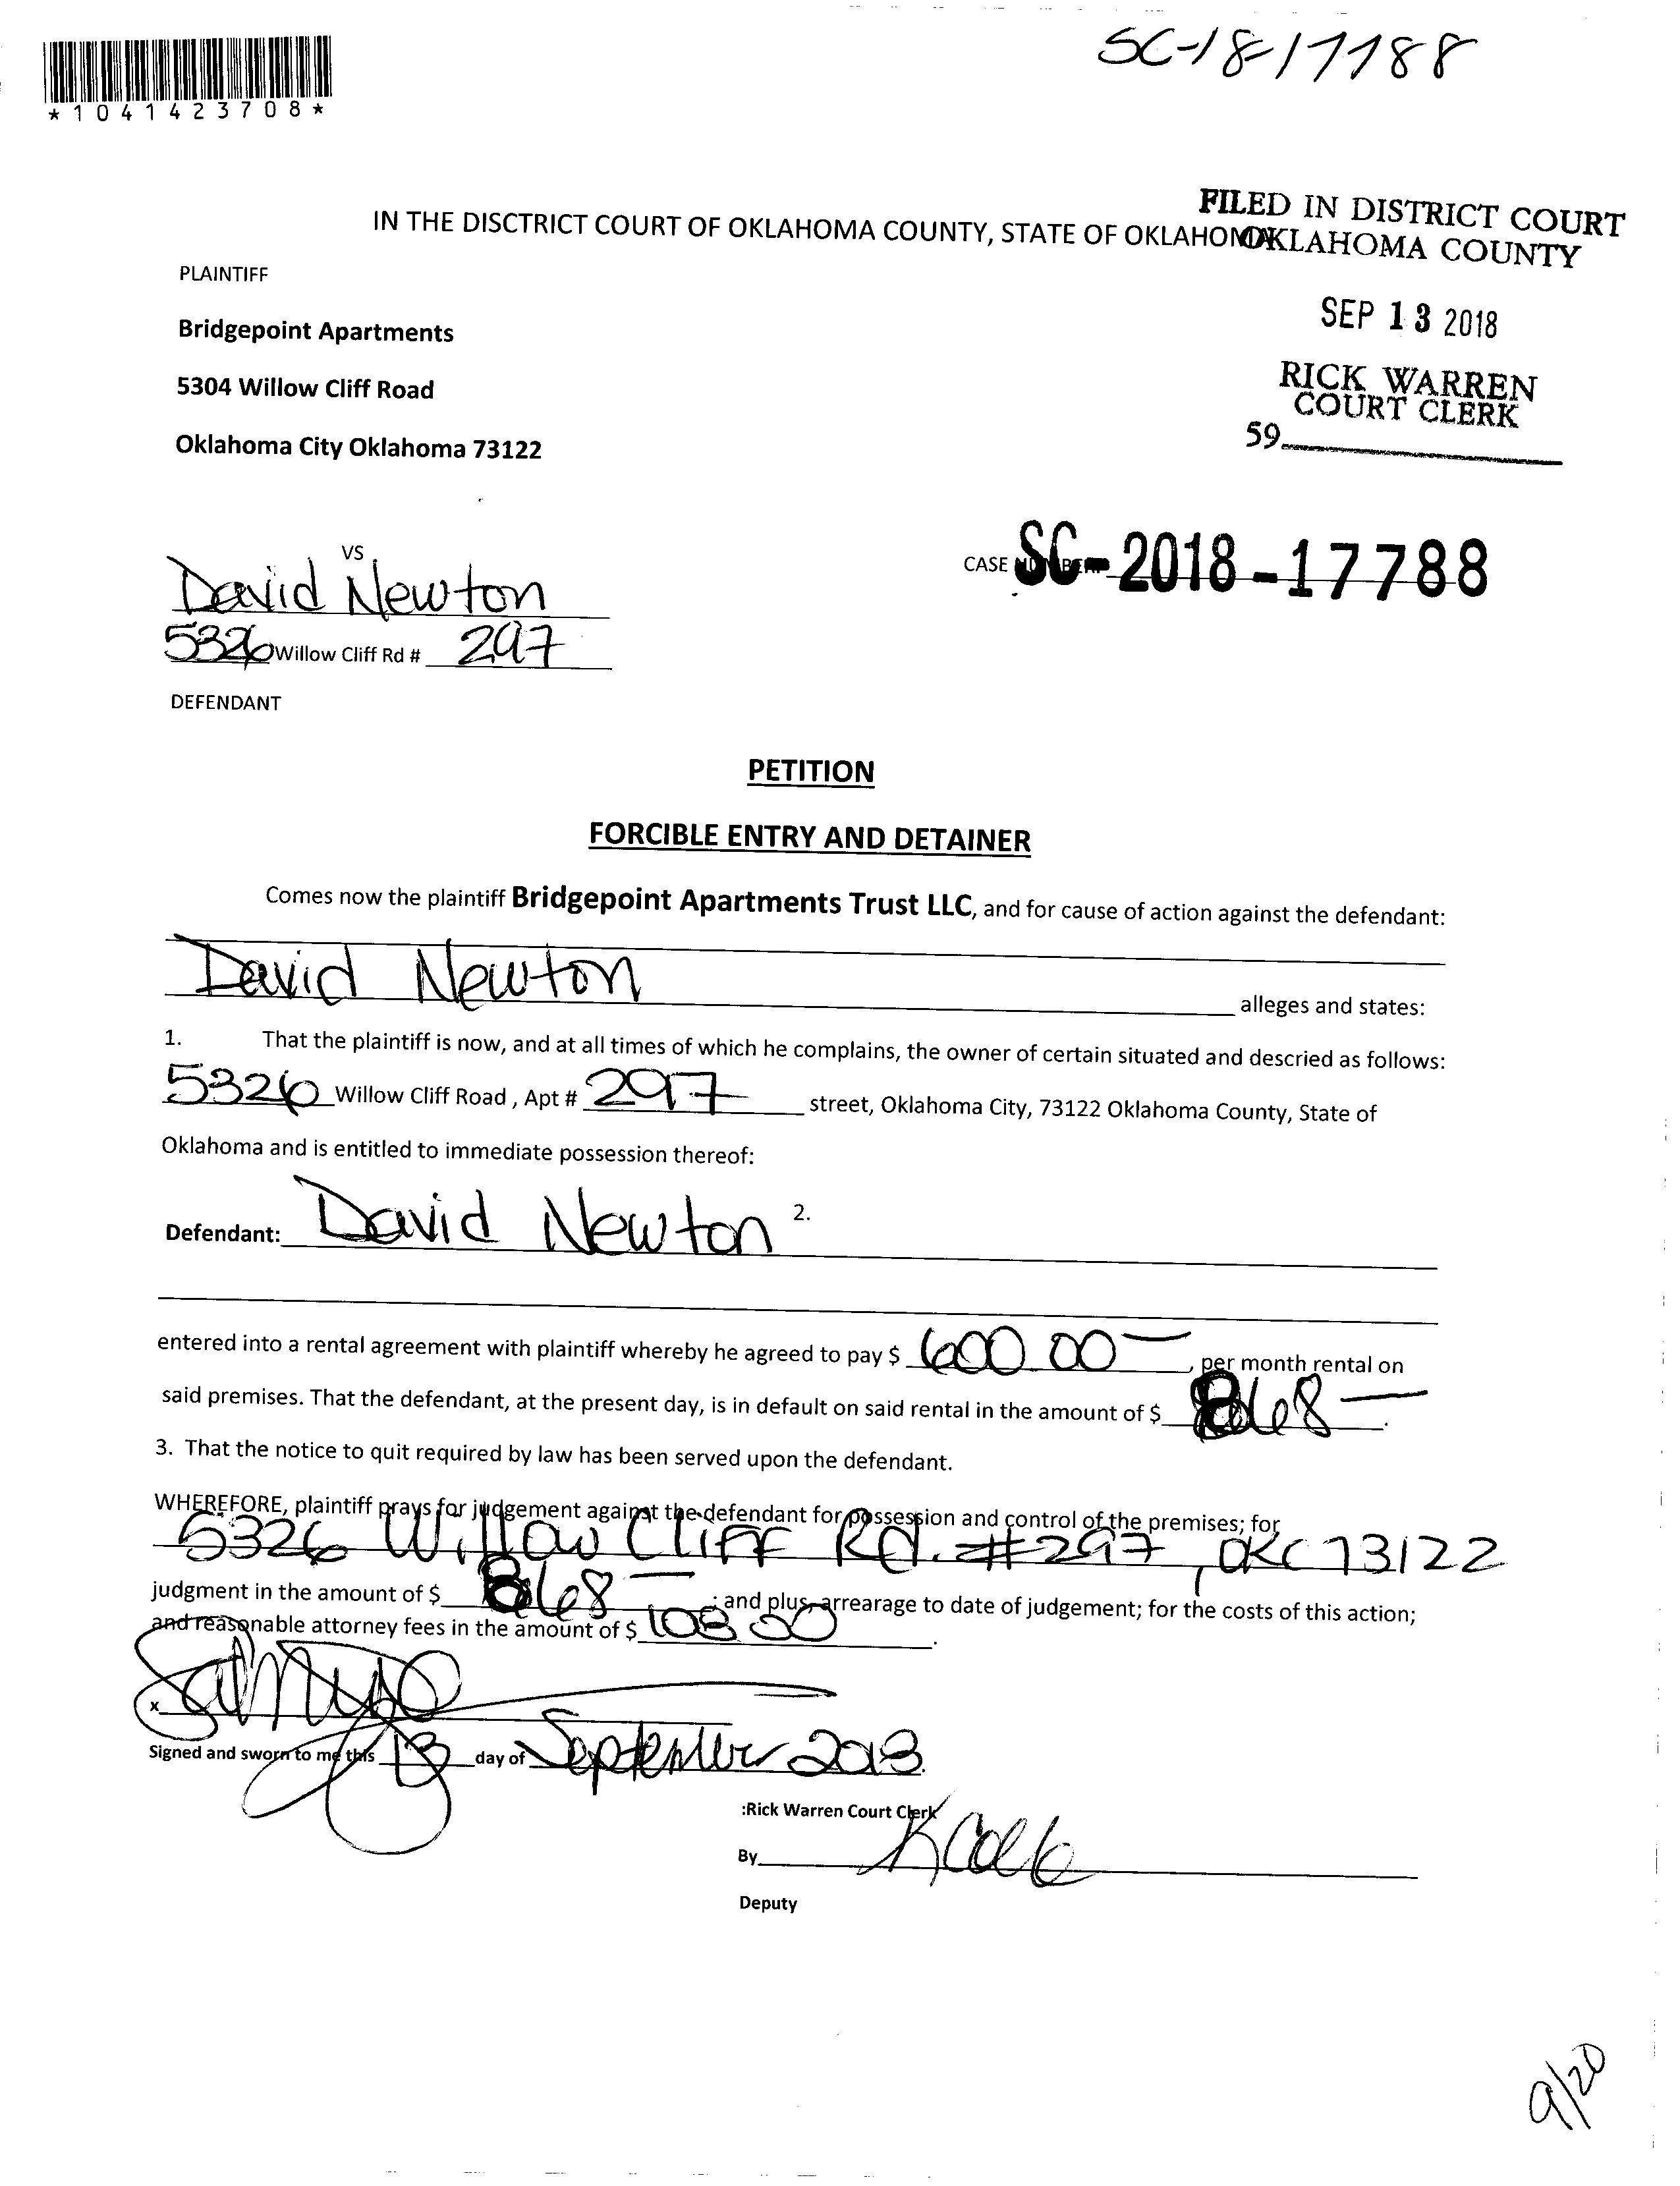 SC-18-17788
*1041423708*
FILED IN DISTRICT COURT
OKLAHOMA COUNTY
IN THE DISCTRICT COURT OF OKLAHOMA COUNTY, STATE OF OKLAHOMA
PLAINTIFF
SEP 13 2018
Bridgepoint Apartments
RICK WARREN
COURT CLERK
5304 Willow Cliff Road
59
Oklahoma City Oklahoma 73122
VS
CASE NUMBER SC-2018-17788
David Newton
5326 Willow Cliff Rd # 297
DEFENDANT
PETITION
FORCIBLE ENTRY AND DETAINER
Comes now the plaintiff Bridgepoint Apartments Trust LLC, and for cause of action against the defendant:
David Newton alleges and states:
1. That the plaintiff is now, and at all times of which he complains, the owner of certain situated and descried as follows:
5326 Willow Cliff Road , Apt # 297 street, Oklahoma City, 73122 Oklahoma County, State of
Oklahoma and is entitled to immediate possession thereof:
Defendant: David Newton 2.
entered into a rental agreement with plaintiff whereby he agreed to pay $ 600.00 , per month rental on
said premises. That the defendant, at the present day, is in default on said rental in the amount of $ 868 .
3. That the notice to quit required by law has been served upon the defendant.
WHEREFORE, plaintiff prays for judgement against the defendant for possession and control of the premises; for
5326 Willow Cliff Rd. #297, OKC 73122
judgment in the amount of $ 868 ; and plus, arrearage to date of judgement; for the costs of this action;
and reasonable attorney fees in the amount of $ .
x
Signed and sworn to me this 13 day of September 2018.
:Rick Warren Court Clerk
By
Deputy
9/20